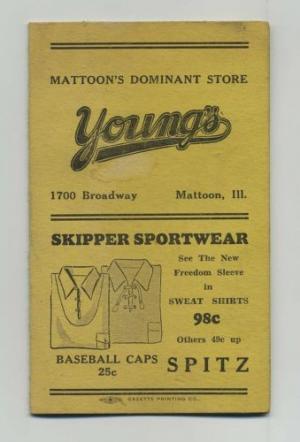 MATTOON'S DOMINANT STORE
Young's
1700 Broadway Mattoon, Ill.
SKIPPER SPORTWEAR
See The New
Freedom Sleeve
in
SWEAT SHIRTS
98c
Others 49c up
BASEBALL CAPS
25c
SPITZ
GAZETTE PRINTING CO.